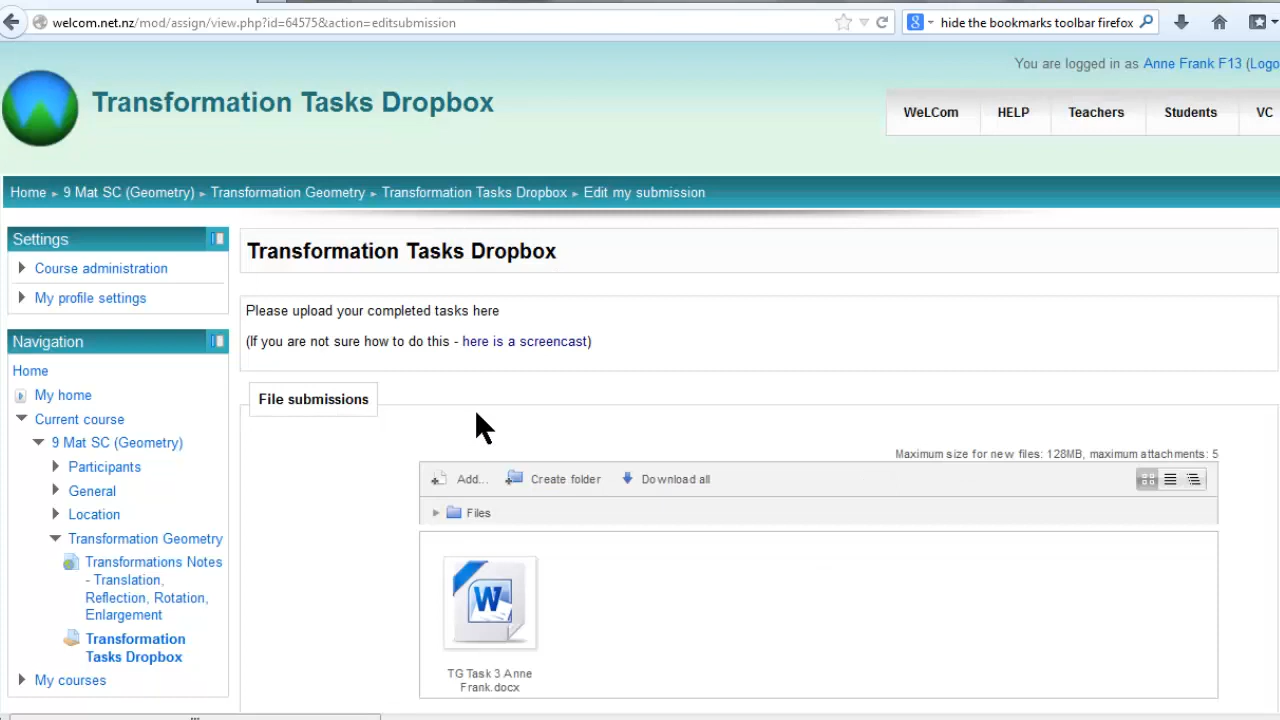 welcom.net.nz/mod/assign/view.php?id=64575&action=editsubmission
hide the bookmarks toolbar firefox
You are logged in as Anne Frank F13 (Logo
Transformation Tasks Dropbox
WeLCom HELP Teachers Students VC
Home ▸ 9 Mat SC (Geometry) ▸ Transformation Geometry ▸ Transformation Tasks Dropbox ▸ Edit my submission
Settings
Course administration
My profile settings
Navigation
Home
My home
Current course
9 Mat SC (Geometry)
Participants
General
Location
Transformation Geometry
Transformations Notes
- Translation,
Reflection, Rotation,
Enlargement
Transformation
Tasks Dropbox
My courses
Transformation Tasks Dropbox
Please upload your completed tasks here
(If you are not sure how to do this - here is a screencast)
File submissions
Maximum size for new files: 128MB, maximum attachments: 5
Add... Create folder Download all
Files
TG Task 3 Anne
Frank.docx